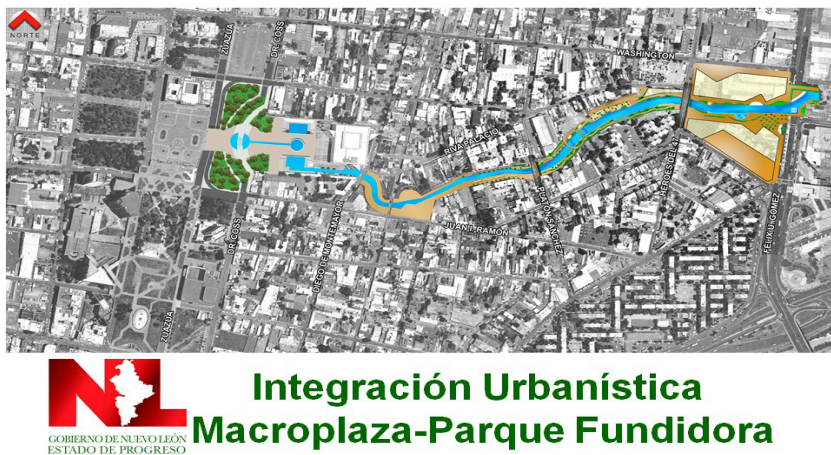 NORTE
ZUAZUA
DR. COSS
WASHINGTON
RIVA PALACIO
HEROES DEL 47
PLATON SANCHEZ
FELIX U. GOMEZ
JUAN I. RAMON
DIEGO DE MONTEMAYOR
DR. COSS
ZUAZUA
NL
GOBIERNO DE NUEVO LEÓN
ESTADO DE PROGRESO
Integración Urbanística
Macroplaza-Parque Fundidora